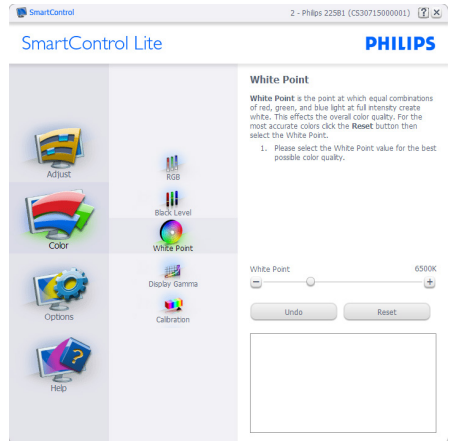 SmartControl
2 - Philips 225B1 (CS30715000001)
SmartControl Lite
PHILIPS
Adjust
Color
Options
Help
RGB
Black Level
White Point
Display Gamma
Calibration
White Point
White Point is the point at which equal combinations
of red, green, and blue light at full intensity create
white. This effects the overall color quality. For the
most accurate colors click the Reset button then
select the White Point.
1. Please select the White Point value for the best
possible color quality.
White Point 6500K
Undo Reset